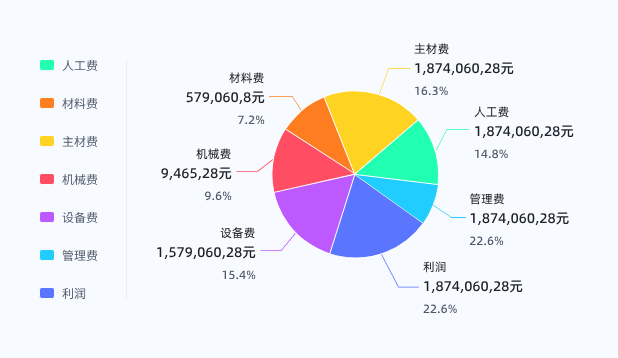 人工费
材料费
主材费
机械费
设备费
管理费
利润
主材费
1,874,060,28元
16.3%
人工费
1,874,060,28元
14.8%
管理费
1,874,060,28元
22.6%
利润
1,874,060,28元
22.6%
设备费
1,579,060,28元
15.4%
机械费
9,465,28元
9.6%
材料费
579,060,8元
7.2%